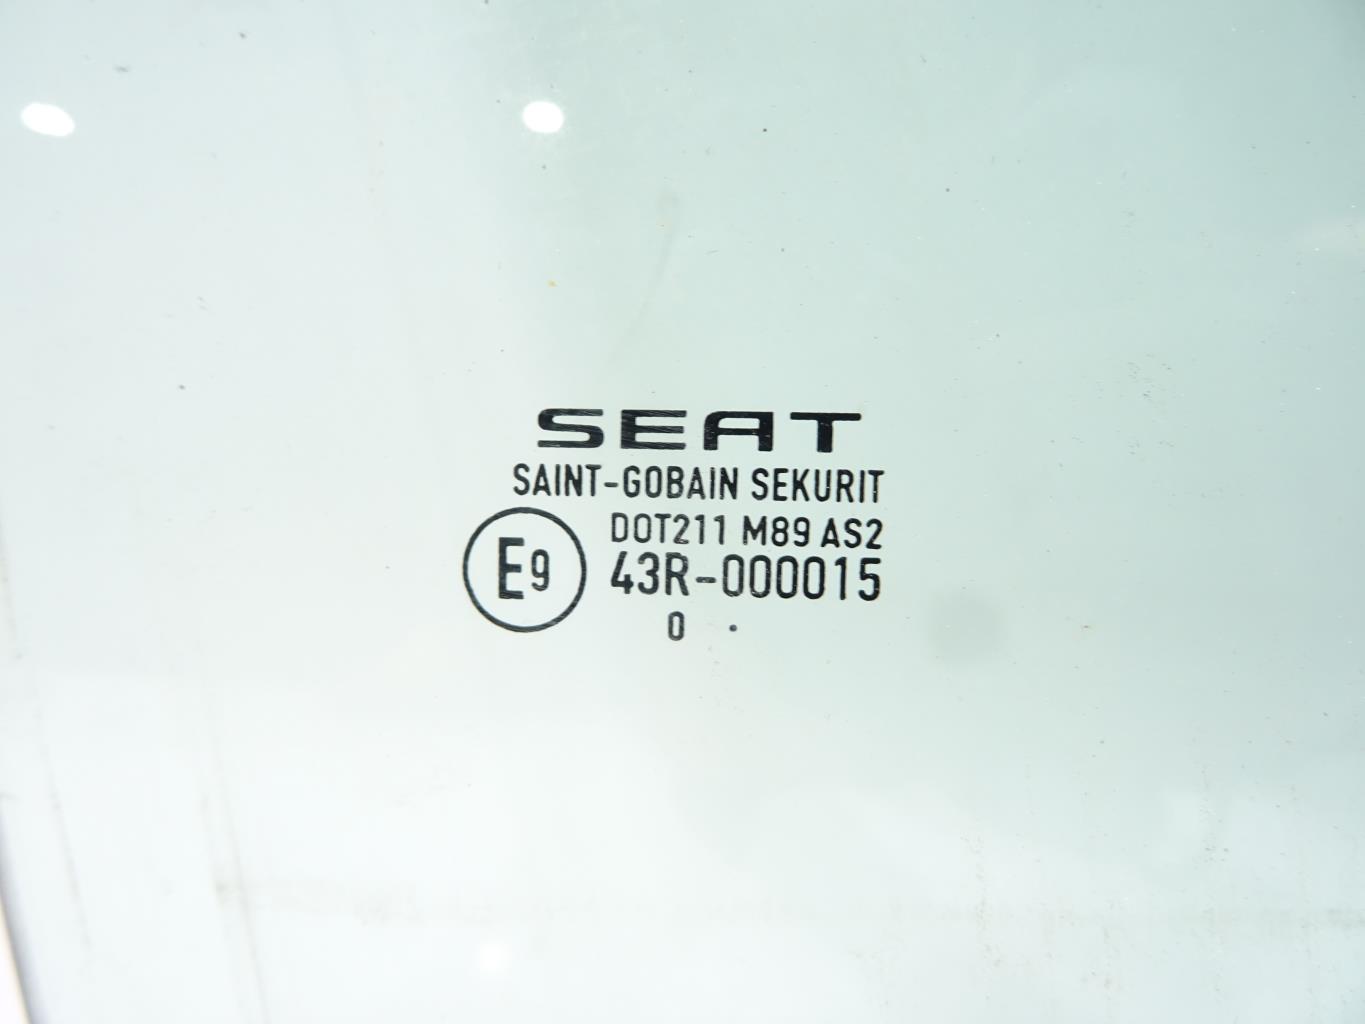 SEAT
SAINT-GOBAIN SEKURIT
DOT211 M89 AS2
E9 43R-000015
0 .